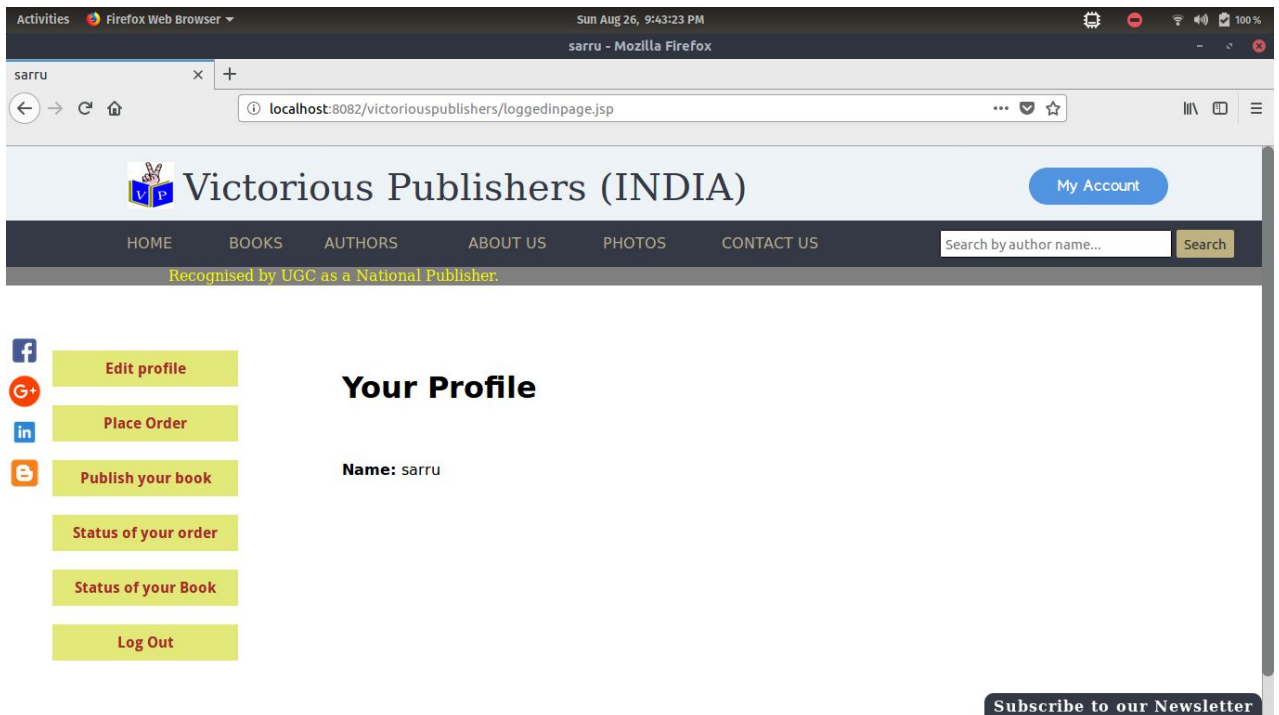 Activities Firefox Web Browser Sun Aug 26, 9:43:23 PM 100 %
sarru - Mozilla Firefox
sarru
localhost:8082/victoriouspublishers/loggedinpage.jsp
V P Victorious Publishers (INDIA) My Account
HOME BOOKS AUTHORS ABOUT US PHOTOS CONTACT US Search by author name... Search
Recognised by UGC as a National Publisher.
f
G+
in
B
Edit profile
Place Order
Publish your book
Status of your order
Status of your Book
Log Out
Your Profile
Name: sarru
Subscribe to our Newsletter